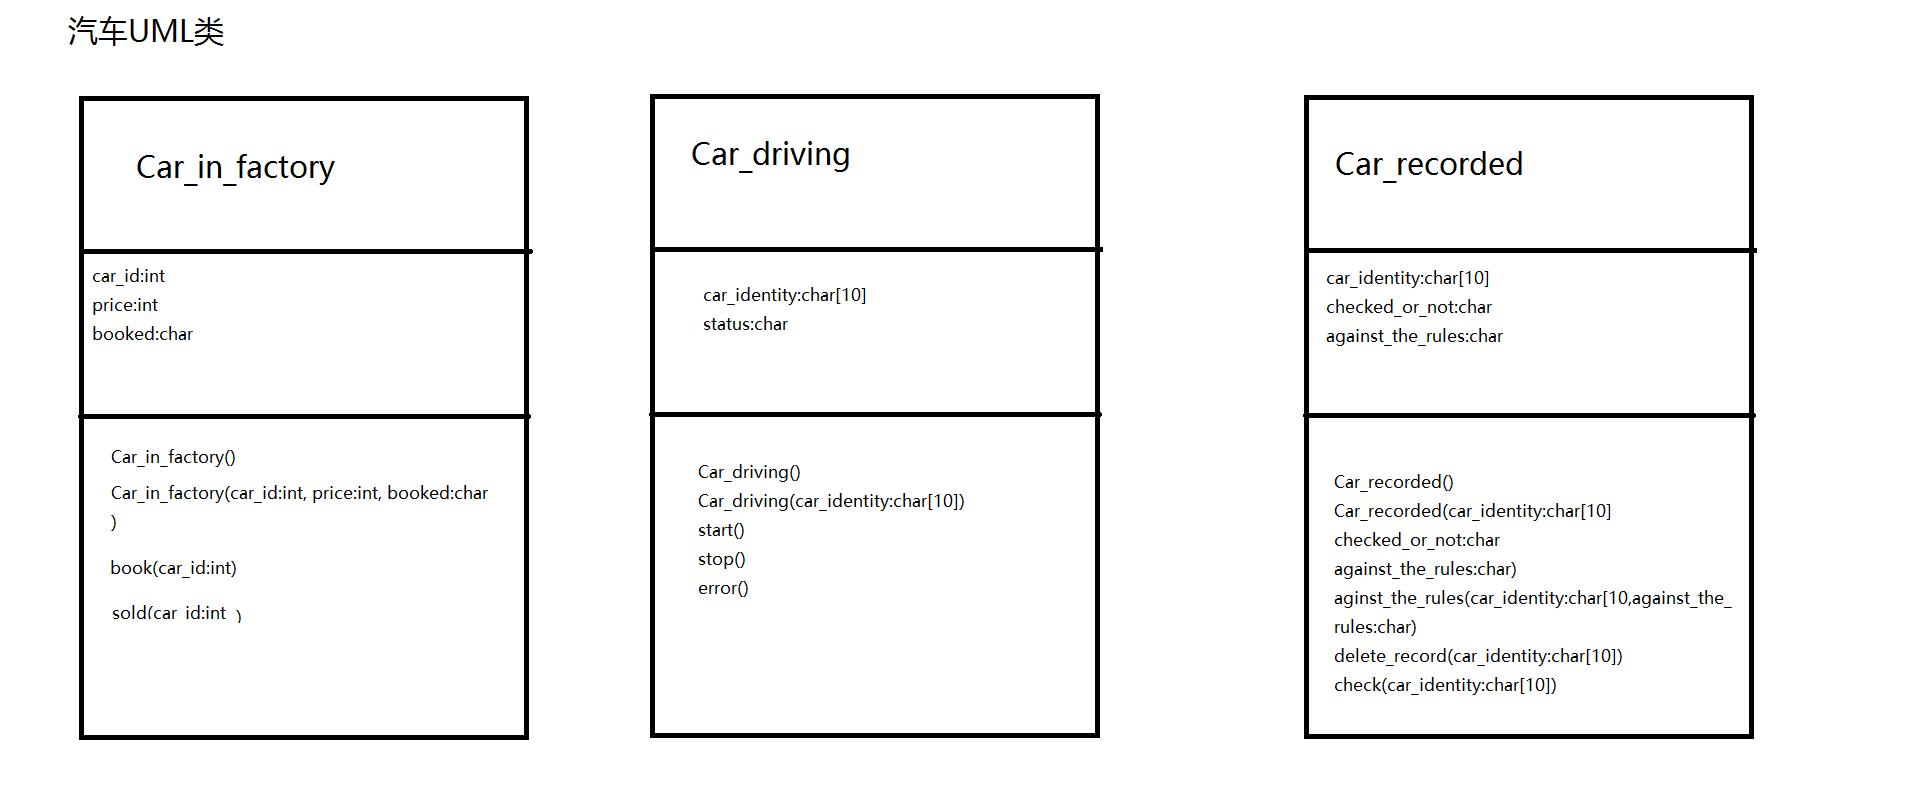 汽车UML类
Car_in_factory
car_id:int
price:int
booked:char
Car_in_factory()
Car_in_factory(car_id:int, price:int, booked:char
)
book(car_id:int)
sold(car_id:int )
Car_driving
car_identity:char[10]
status:char
Car_driving()
Car_driving(car_identity:char[10])
start()
stop()
error()
Car_recorded
car_identity:char[10]
checked_or_not:char
against_the_rules:char
Car_recorded()
Car_recorded(car_identity:char[10]
checked_or_not:char
against_the_rules:char)
aginst_the_rules(car_identity:char[10,against_the_
rules:char)
delete_record(car_identity:char[10])
check(car_identity:char[10])